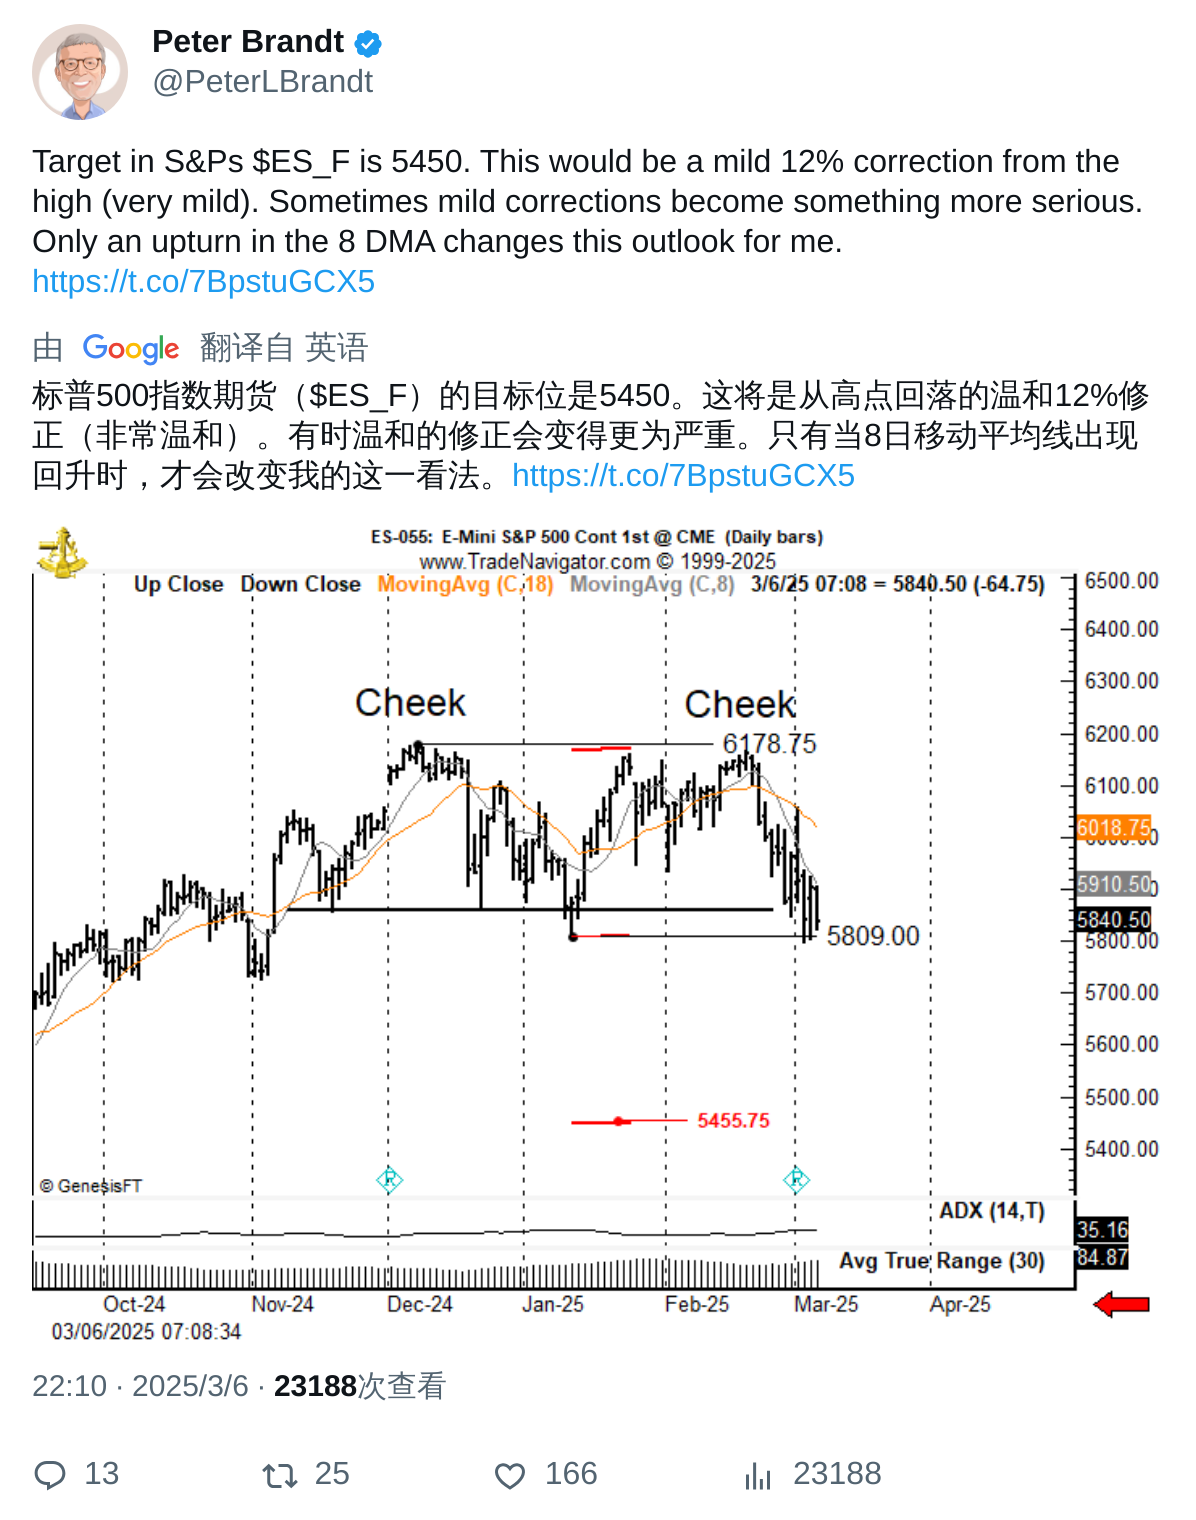 Peter Brandt
@PeterLBrandt
Target in S&Ps $ES_F is 5450. This would be a mild 12% correction from the
high (very mild). Sometimes mild corrections become something more serious.
Only an upturn in the 8 DMA changes this outlook for me.
https://t.co/7BpstuGCX5
由 Google 翻译自 英语
标普500指数期货（$ES_F）的目标位是5450。这将是从高点回落的温和12%修
正（非常温和）。有时温和的修正会变得更为严重。只有当8日移动平均线出现
回升时，才会改变我的这一看法。https://t.co/7BpstuGCX5
ES-055: E-Mini S&P 500 Cont 1st @ CME (Daily bars)
www.TradeNavigator.com © 1999-2025
Up Close Down Close MovingAvg (C,18) MovingAvg (C,8) 3/6/25 07:08 = 5840.50 (-64.75)
6500.00
6400.00
6300.00
Cheek Cheek
6200.00
6178.75
6100.00
6018.75
5910.50
5840.50
5809.00
5800.00
5700.00
5600.00
5500.00
5455.75
5400.00
R R
© GenesisFT
ADX (14,T)
35.16
Avg True Range (30)
84.87
Oct-24 Nov-24 Dec-24 Jan-25 Feb-25 Mar-25 Apr-25
03/06/2025 07:08:34
22:10 · 2025/3/6 · 23188次查看
13 25 166 23188